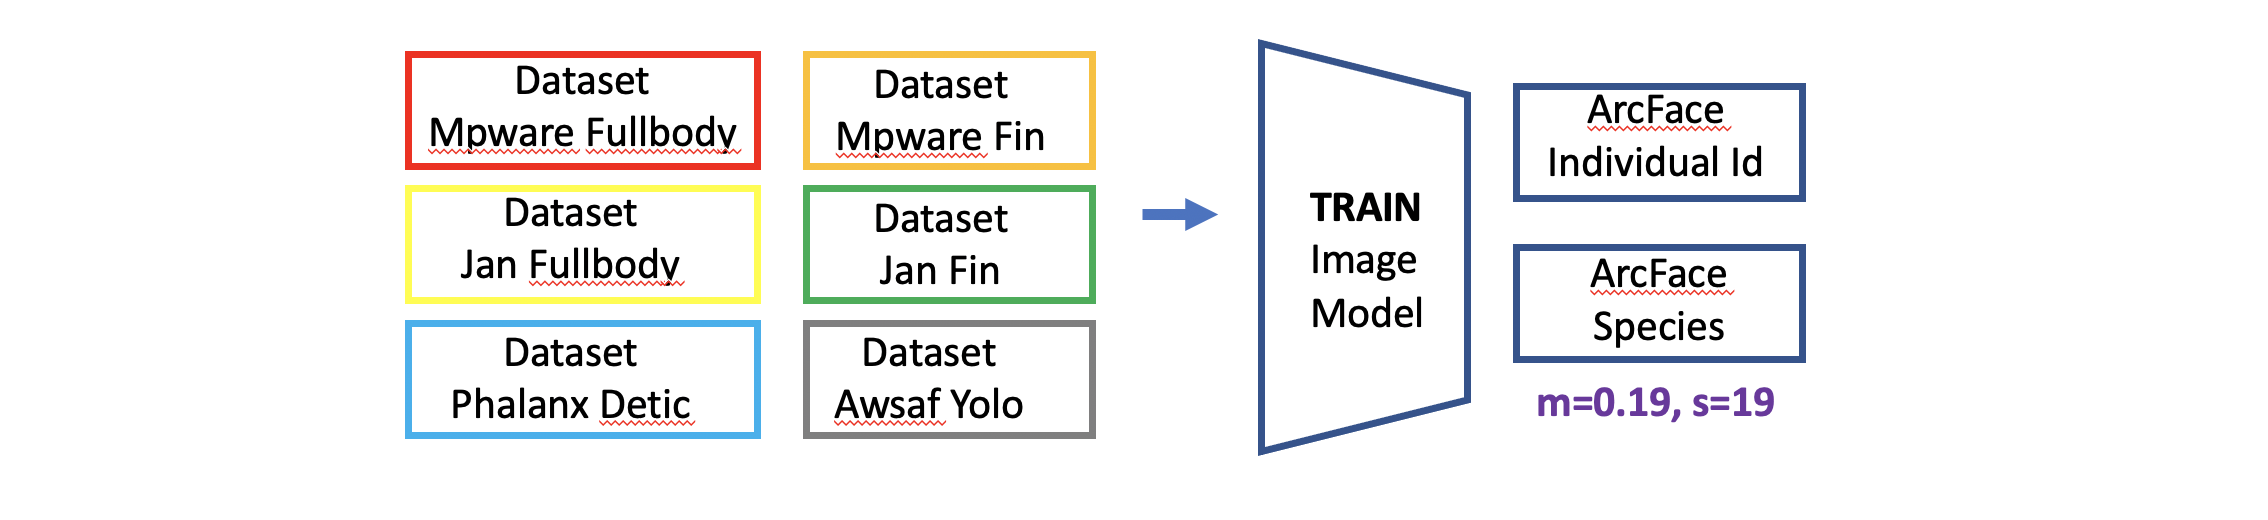 Dataset
Mpware Fullbody
Dataset
Mpware Fin
Dataset
Jan Fullbody
Dataset
Jan Fin
Dataset
Phalanx Detic
Dataset
Awsaf Yolo
TRAIN
Image
Model
ArcFace
Individual Id
ArcFace
Species
m=0.19, s=19